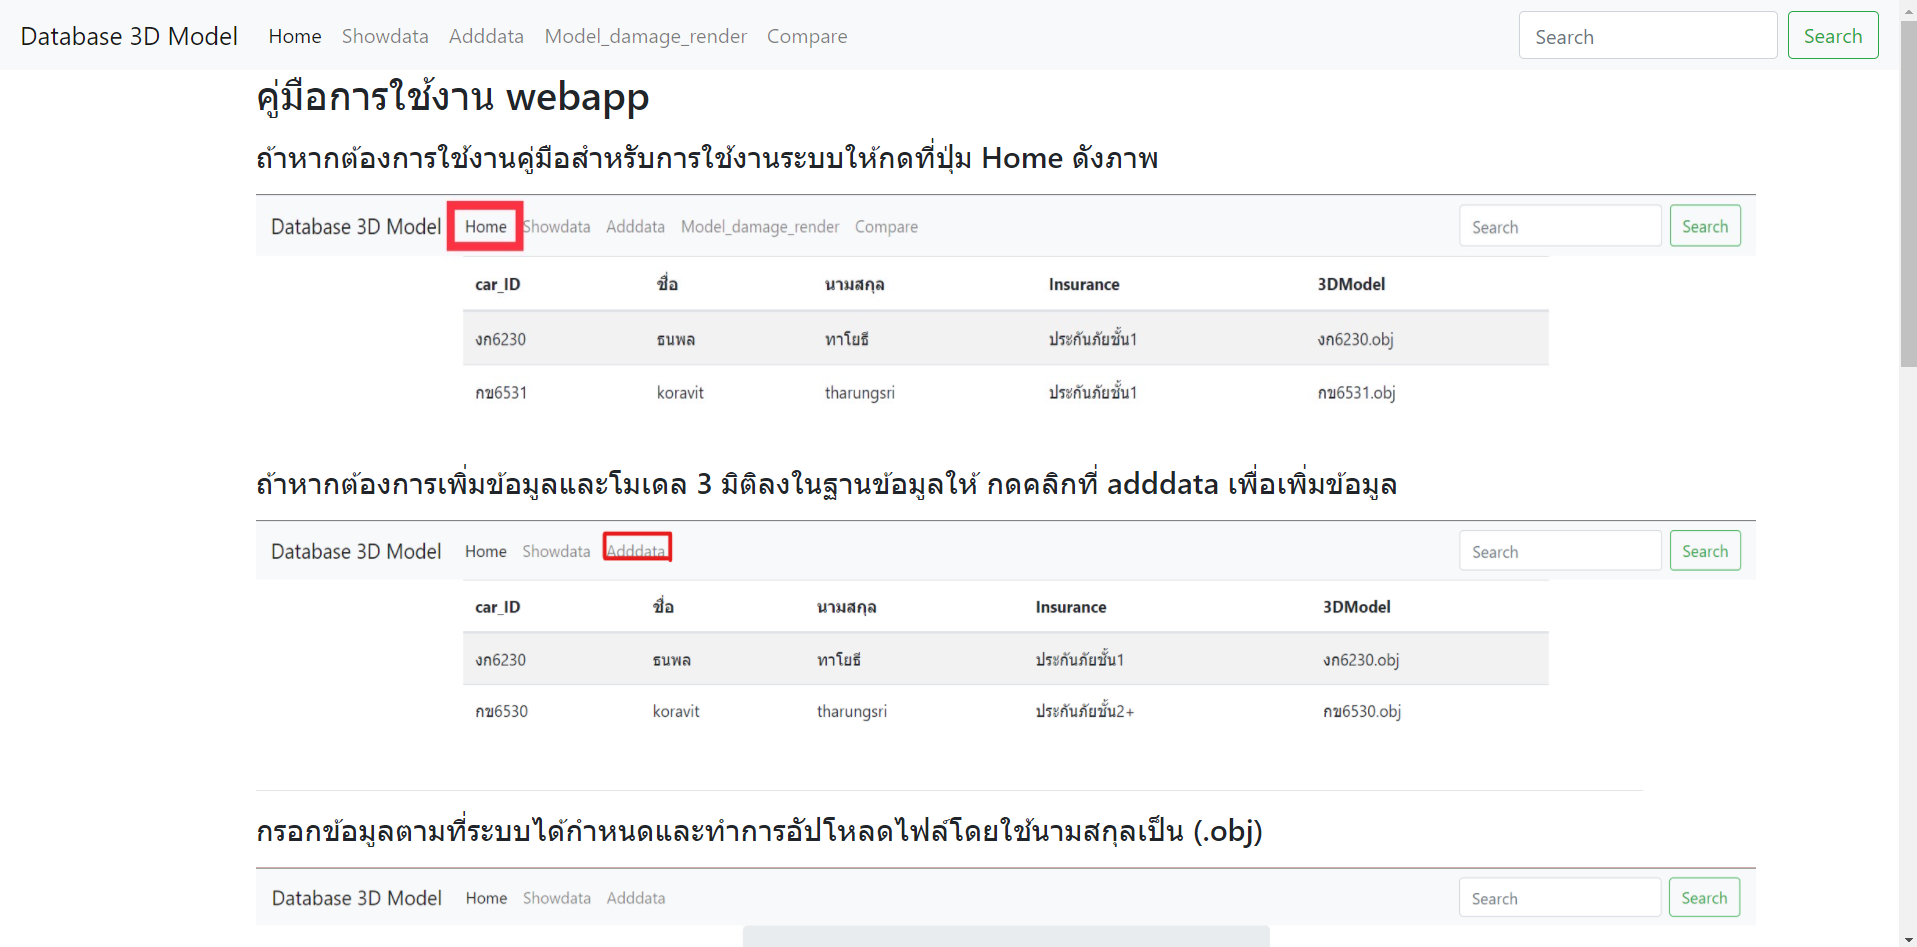 Database 3D Model Home Showdata Adddata Model_damage_render Compare Search Search
คู่มือการใช้งาน webapp
ถ้าหากต้องการใช้งานคู่มือสำหรับการใช้งานระบบให้กดที่ปุ่ม Home ดังภาพ
Database 3D Model Home Showdata Adddata Model_damage_render Compare Search Search
car_ID ชื่อ นามสกุล Insurance 3DModel
งก6230 ธนพล ทาโยธี ประกันภัยชั้น1 งก6230.obj
กข6531 koravit tharungsri ประกันภัยชั้น1 กข6531.obj
ถ้าหากต้องการเพิ่มข้อมูลและโมเดล 3 มิติลงในฐานข้อมูลให้ กดคลิกที่ adddata เพื่อเพิ่มข้อมูล
Database 3D Model Home Showdata Adddata Search Search
car_ID ชื่อ นามสกุล Insurance 3DModel
งก6230 ธนพล ทาโยธี ประกันภัยชั้น1 งก6230.obj
กข6530 koravit tharungsri ประกันภัยชั้น2+ กข6530.obj
กรอกข้อมูลตามที่ระบบได้กำหนดและทำการอัปโหลดไฟล์โดยใช้นามสกุลเป็น (.obj)
Database 3D Model Home Showdata Adddata Search Search